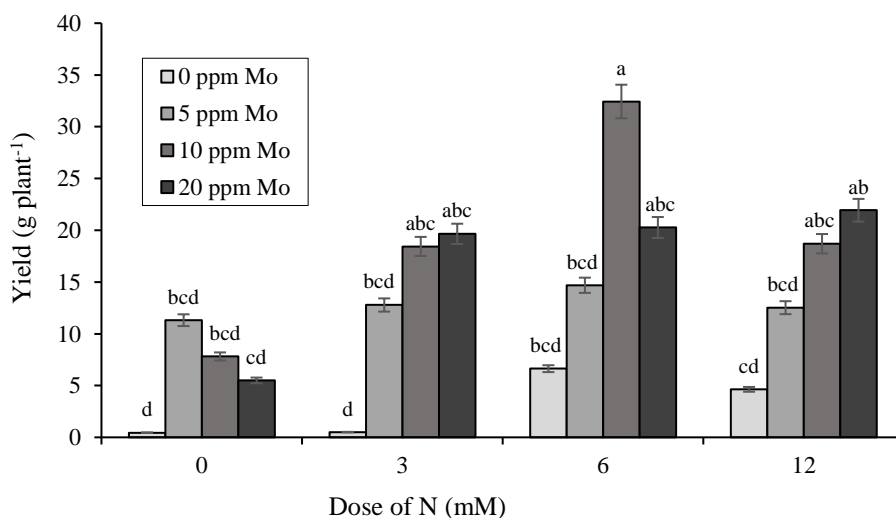 40
35
30
25
20
15
10
5
0
Yield (g plant⁻¹)
0 ppm Mo
5 ppm Mo
10 ppm Mo
20 ppm Mo
d
bcd
bcd
cd
d
bcd
abc
abc
bcd
bcd
a
abc
cd
bcd
abc
ab
0 3 6 12
Dose of N (mM)